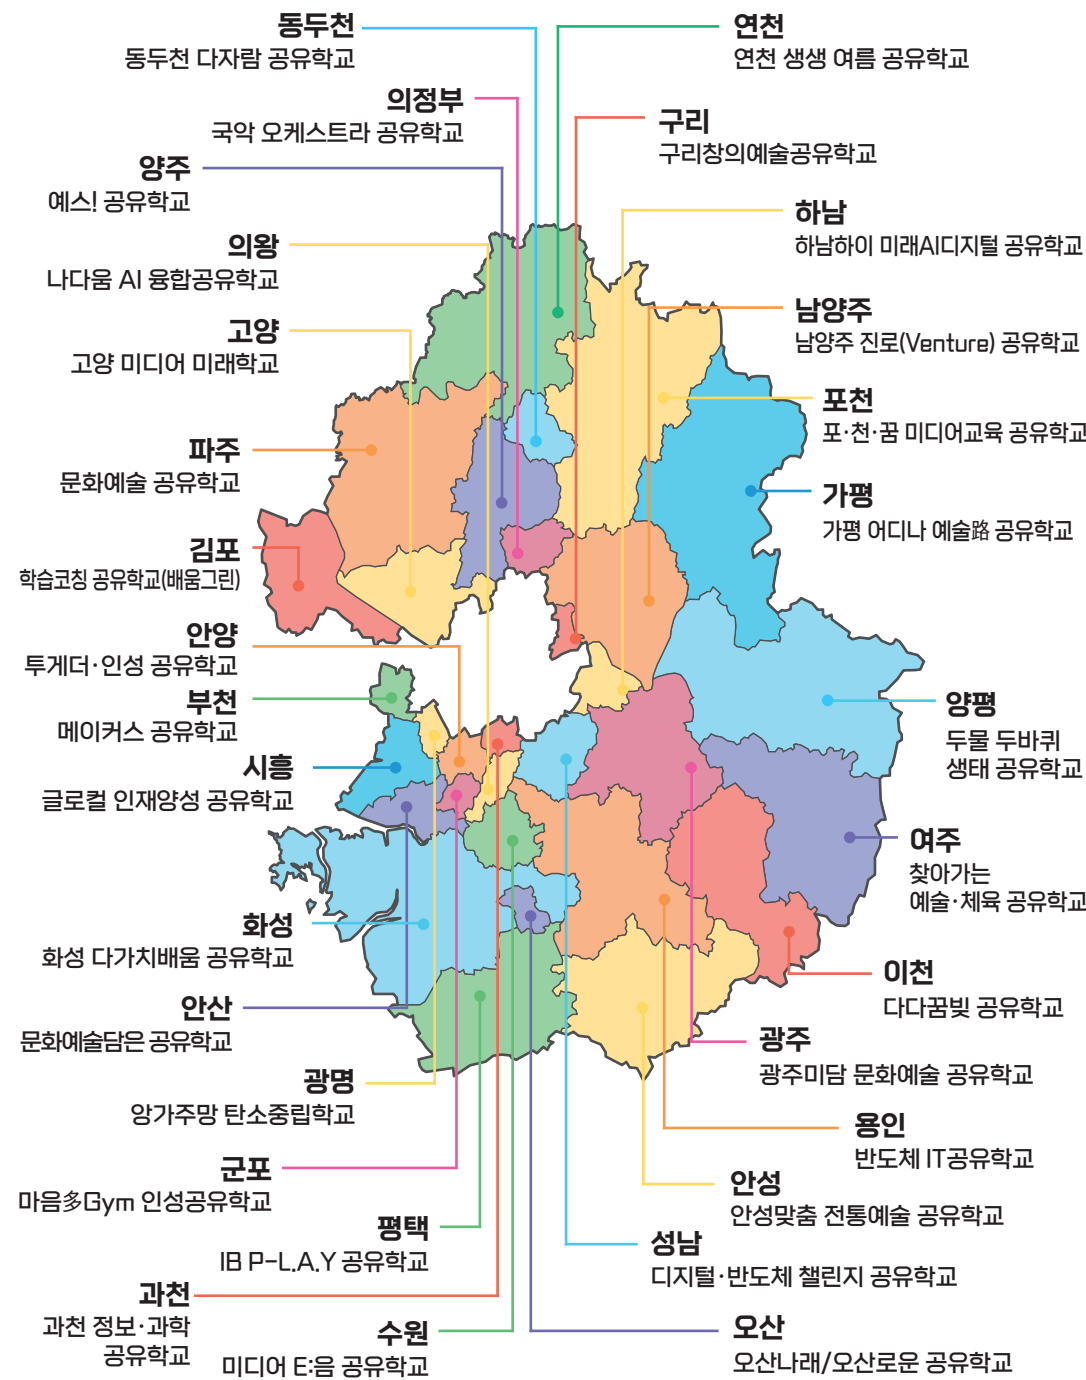 동두천
동두천 다자람 공유학교
연천
연천 생생 여름 공유학교
의정부
국악 오케스트라 공유학교
구리
구리창의예술공유학교
양주
예스! 공유학교
하남
하남하이 미래AI디지털 공유학교
의왕
나다움 AI 융합공유학교
남양주
남양주 진로(Venture) 공유학교
고양
고양 미디어 미래학교
포천
포·천·꿈 미디어교육 공유학교
파주
문화예술 공유학교
가평
가평 어디나 예술路 공유학교
김포
학습코칭 공유학교(배움그린)
안양
투게더·인성 공유학교
부천
메이커스 공유학교
양평
두물 두바퀴
생태 공유학교
시흥
글로컬 인재양성 공유학교
여주
찾아가는
예술·체육 공유학교
화성
화성 다가치배움 공유학교
이천
다다꿈빛 공유학교
안산
문화예술담은 공유학교
광주
광주미담 문화예술 공유학교
광명
앙가주망 탄소중립학교
용인
반도체 IT공유학교
군포
마음多Gym 인성공유학교
안성
안성맞춤 전통예술 공유학교
평택
IB P-L.A.Y 공유학교
성남
디지털·반도체 챌린지 공유학교
과천
과천 정보·과학
공유학교
수원
미디어 E:음 공유학교
오산
오산나래/오산로운 공유학교